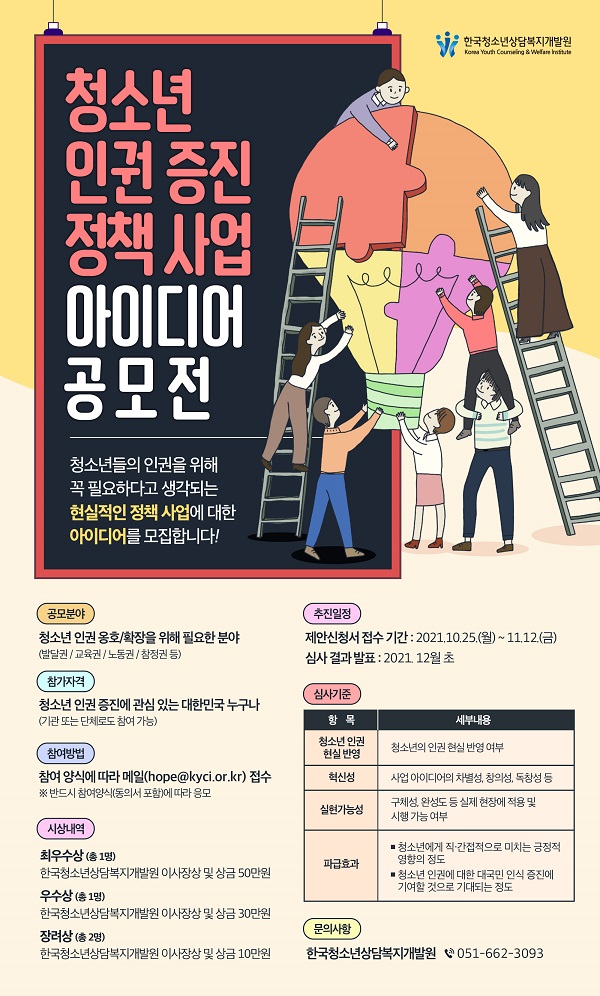 한국청소년상담복지개발원
Korea Youth Counseling & Welfare Institute
청소년
인권 증진
정책 사업
아이디어
공모전
청소년들의 인권을 위해
꼭 필요하다고 생각되는
현실적인 정책 사업에 대한
아이디어를 모집합니다!
공모분야
청소년 인권 옹호/확장을 위해 필요한 분야
(발달권 / 교육권 / 노동권 / 참정권 등)
참가자격
청소년 인권 증진에 관심 있는 대한민국 누구나
(기관 또는 단체로도 참여 가능)
참여방법
참여 양식에 따라 메일(hope@kyci.or.kr) 접수
※ 반드시 참여양식(동의서 포함)에 따라 응모
시상내역
최우수상 (총 1명)
한국청소년상담복지개발원 이사장상 및 상금 50만원
우수상 (총 1명)
한국청소년상담복지개발원 이사장상 및 상금 30만원
장려상 (총 2명)
한국청소년상담복지개발원 이사장상 및 상금 10만원
추진일정
제안신청서 접수 기간 : 2021.10.25.(월) ~ 11.12.(금)
심사 결과 발표 : 2021. 12월 초
심사기준
항 목 세부내용
청소년 인권
현실 반영
청소년의 인권 현실 반영 여부
혁신성 사업 아이디어의 차별성, 창의성, 독창성 등
실현가능성
구체성, 완성도 등 실제 현장에 적용 및
시행 가능 여부
파급효과
■ 청소년에게 직·간접적으로 미치는 긍정적
영향의 정도
■ 청소년 인권에 대한 대국민 인식 증진에
기여할 것으로 기대되는 정도
문의사항
한국청소년상담복지개발원 051-662-3093